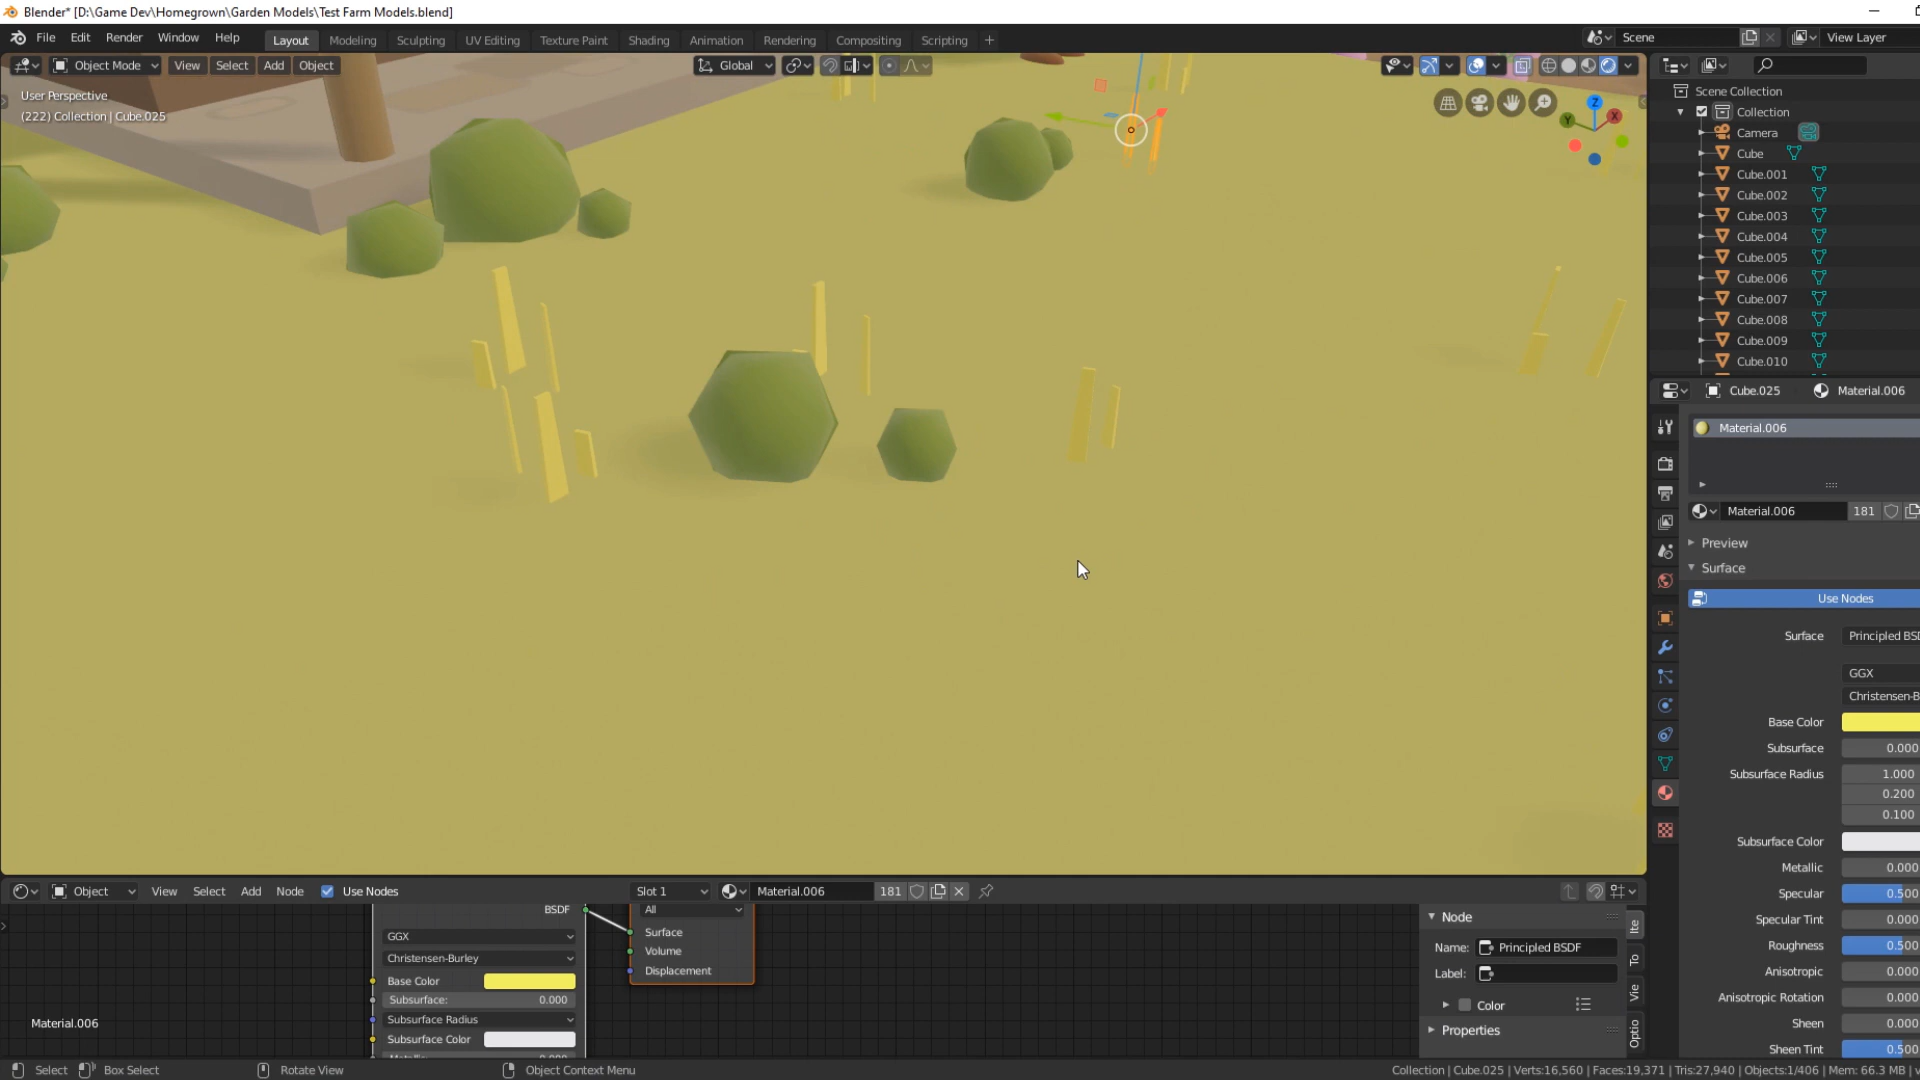 Blender* [D:\Game Dev\Homegrown\Garden Models\Test Farm Models.blend]
File Edit Render Window Help Layout Modeling Sculpting UV Editing Texture Paint Shading Animation Rendering Compositing Scripting + Scene View Layer
Object Mode View Select Add Object Global
User Perspective
(222) Collection | Cube.025
Z
Y
X
Scene Collection
Collection
Camera
Cube
Cube.001
Cube.002
Cube.003
Cube.004
Cube.005
Cube.006
Cube.007
Cube.008
Cube.009
Cube.010
Cube.025 Material.006
Material.006
Material.006 181
Preview
Surface
Use Nodes
Surface Principled BSD
GGX
Christensen-B
Base Color
Subsurface 0.000
Subsurface Radius 1.000
0.200
0.100
Subsurface Color
Metallic 0.000
Specular 0.500
Specular Tint 0.000
Roughness 0.500
Anisotropic 0.000
Anisotropic Rotation 0.000
Sheen 0.000
Sheen Tint 0.500
Object View Select Add Node Use Nodes Slot 1 Material.006 181
BSDF
GGX
Christensen-Burley
Base Color
Subsurface: 0.000
Subsurface Radius
Subsurface Color
All
Surface
Volume
Displacement
Material.006
Node
Name: Principled BSDF
Label:
Color
Properties
Ite
To
Vie
Optio
Select Box Select Rotate View Object Context Menu
Collection | Cube.025 | Verts:16,560 | Faces:19,371 | Tris:27,940 | Objects:1/406 | Mem: 66.3 MB | v